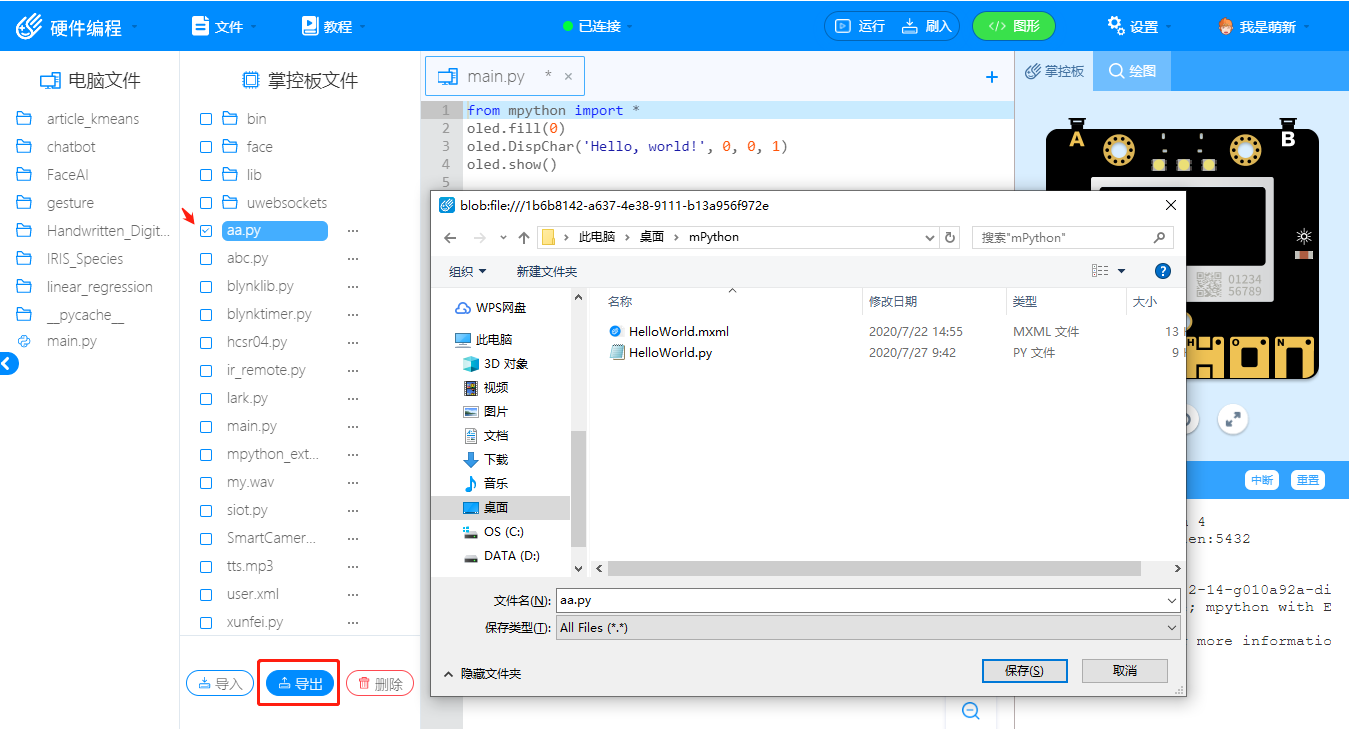 硬件编程 文件 教程 已连接 运行 刷入 </> 图形 设置 我是萌新
电脑文件
article_kmeans
chatbot
FaceAI
gesture
Handwritten_Digit...
IRIS_Species
linear_regression
__pycache__
main.py
掌控板文件
bin
face
lib
uwebsockets
aa.py ...
abc.py ...
blynklib.py ...
blynktimer.py ...
hcsr04.py ...
ir_remote.py ...
lark.py ...
main.py ...
mpython_ext... ...
my.wav ...
siot.py ...
SmartCamer... ...
tts.mp3 ...
user.xml ...
xunfei.py ...
导入 导出 删除
main.py * ×
+
1 from mpython import *
2 oled.fill(0)
3 oled.DispChar('Hello, world!', 0, 0, 1)
4 oled.show()
5
掌控板 绘图
A B
01234
56789
H O N
中断 重置
4
en:5432
2-14-g010a92a-di
; mpython with E
more informatio
blob:file:///1b6b8142-a637-4e38-9111-b13a956f972e
此电脑 › 桌面 › mPython
搜索"mPython"
组织 新建文件夹
?
WPS网盘
此电脑
3D 对象
视频
图片
文档
下载
音乐
桌面
OS (C:)
DATA (D:)
名称 修改日期 类型 大小
HelloWorld.mxml 2020/7/22 14:55 MXML 文件 13
HelloWorld.py 2020/7/27 9:42 PY 文件 9
文件名(N): aa.py
保存类型(T): All Files (*.*)
隐藏文件夹 保存(S) 取消